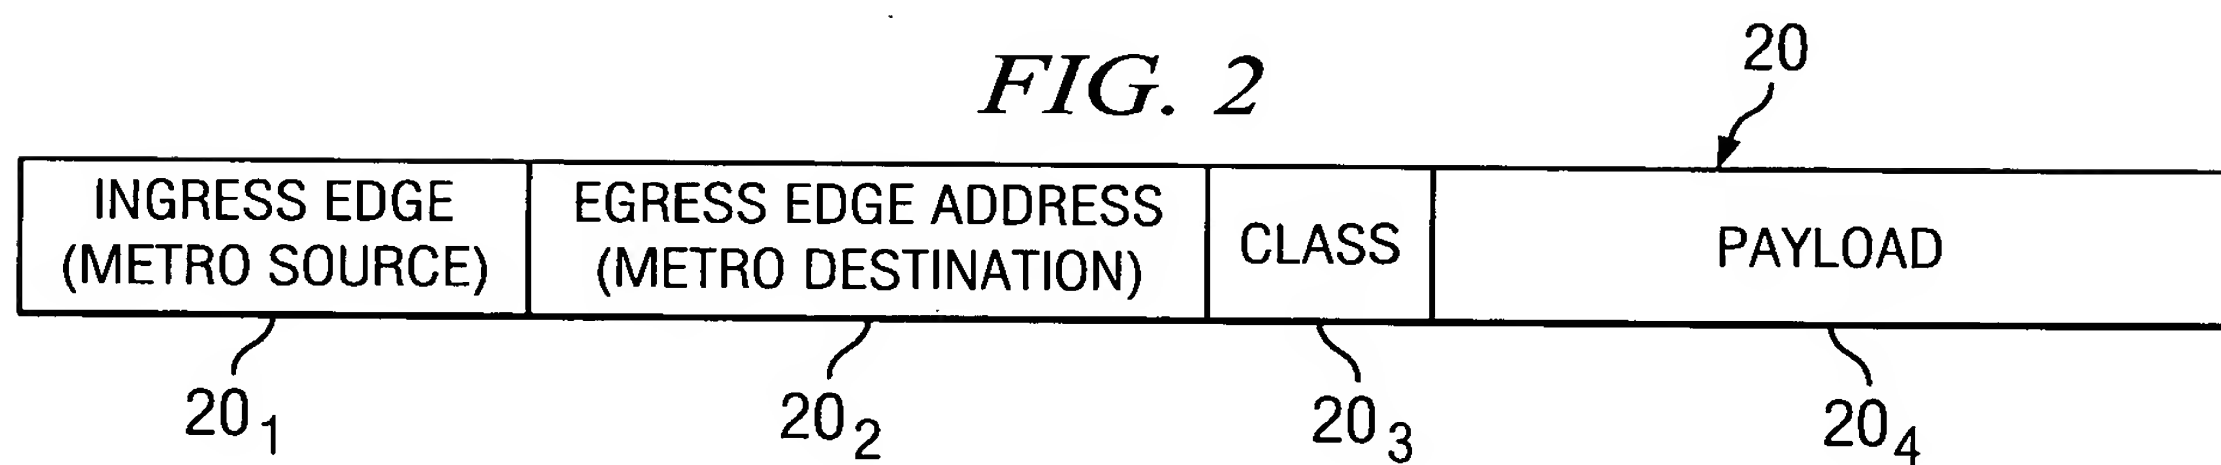 FIG. 2
20
INGRESS EDGE
(METRO SOURCE)
EGRESS EDGE ADDRESS
(METRO DESTINATION)
CLASS
PAYLOAD
20₁
20₂
20₃
20₄